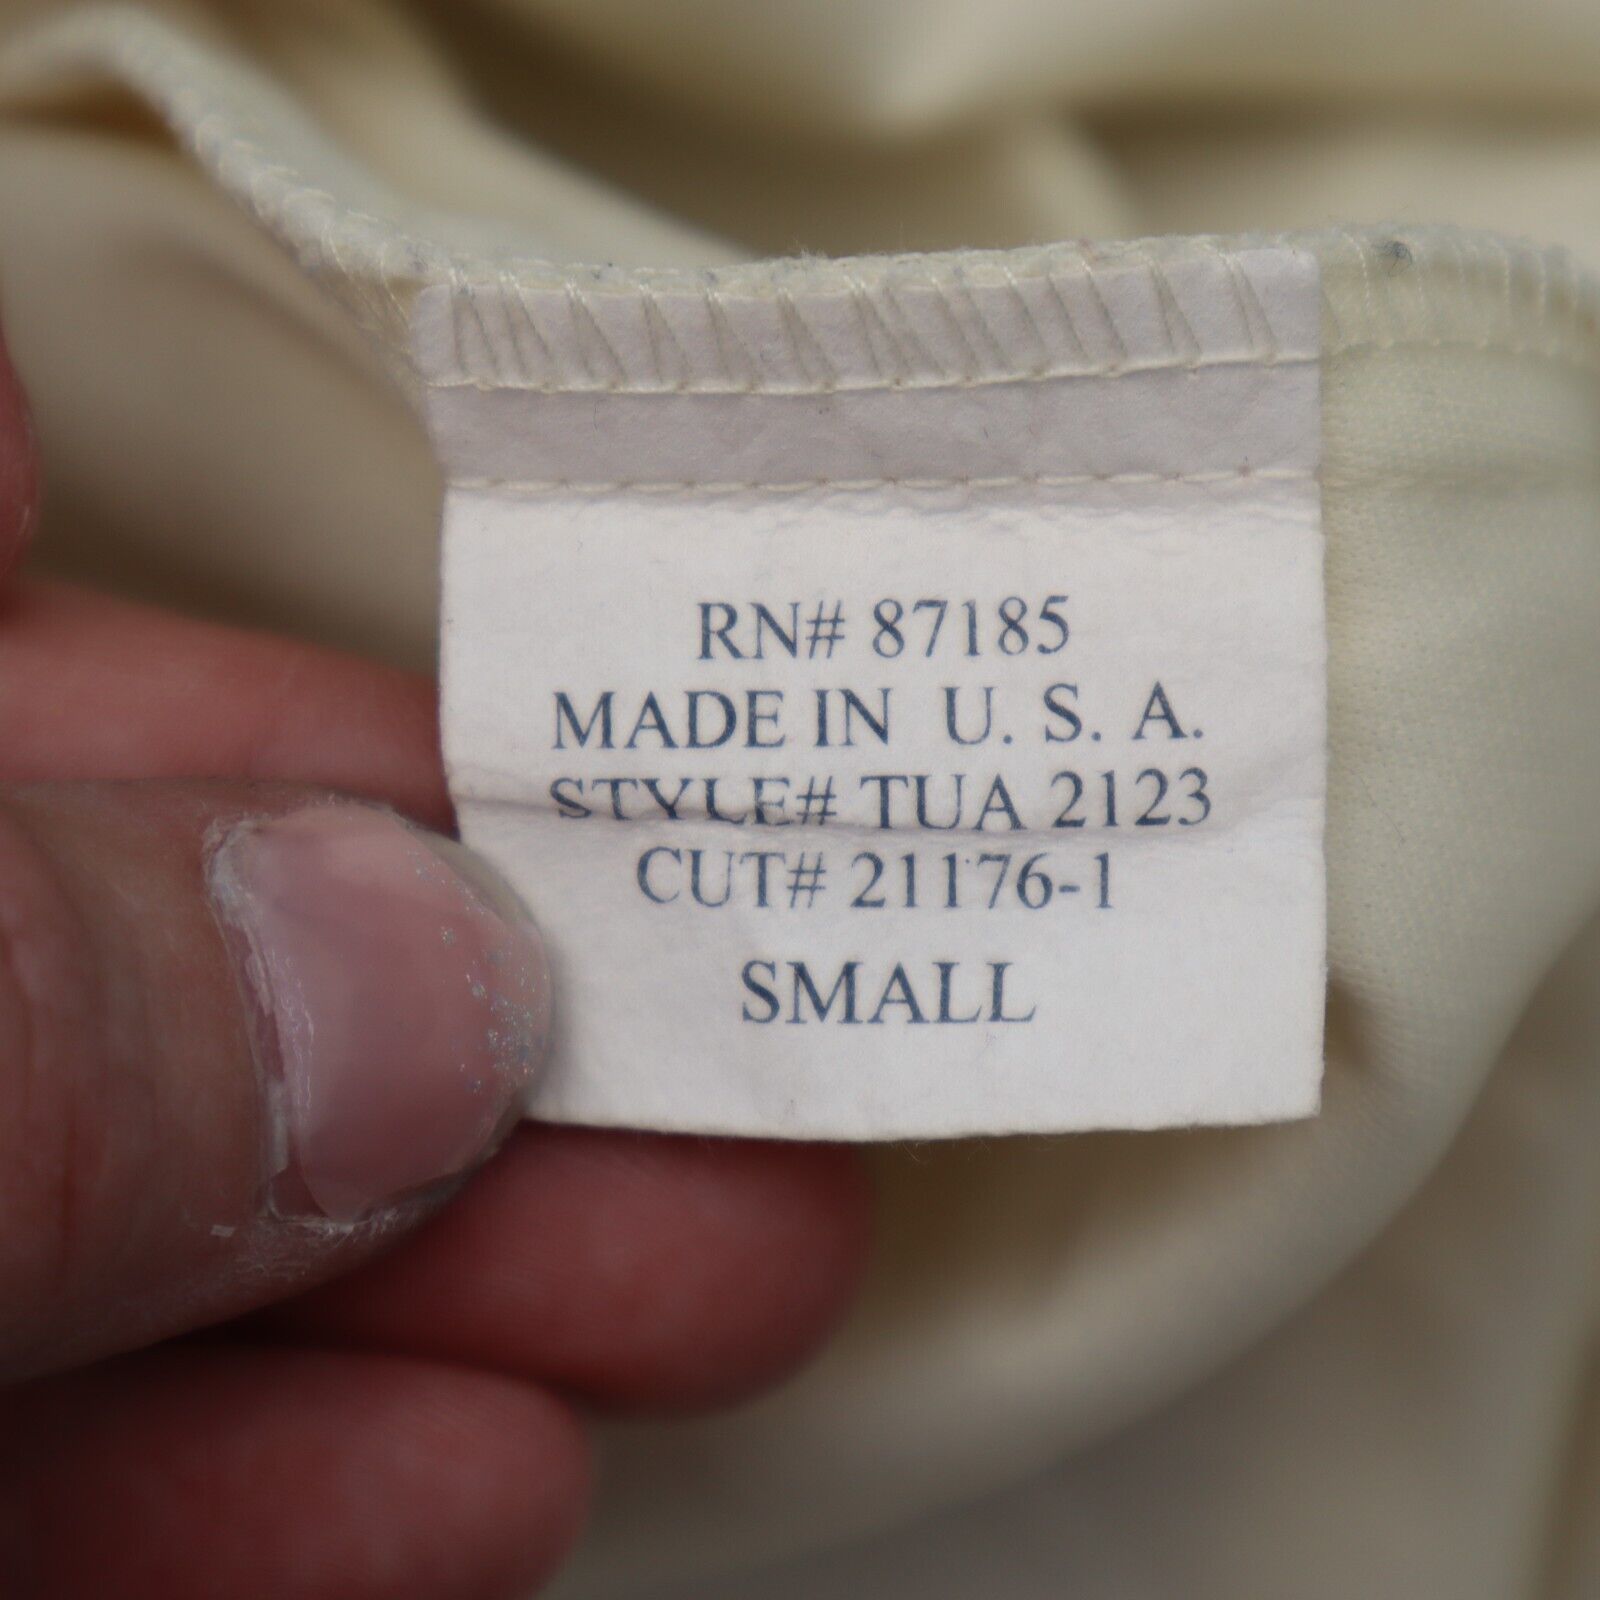 RN# 87185
MADE IN U. S. A.
STYLE# TUA 2123
CUT# 21176-1
SMALL